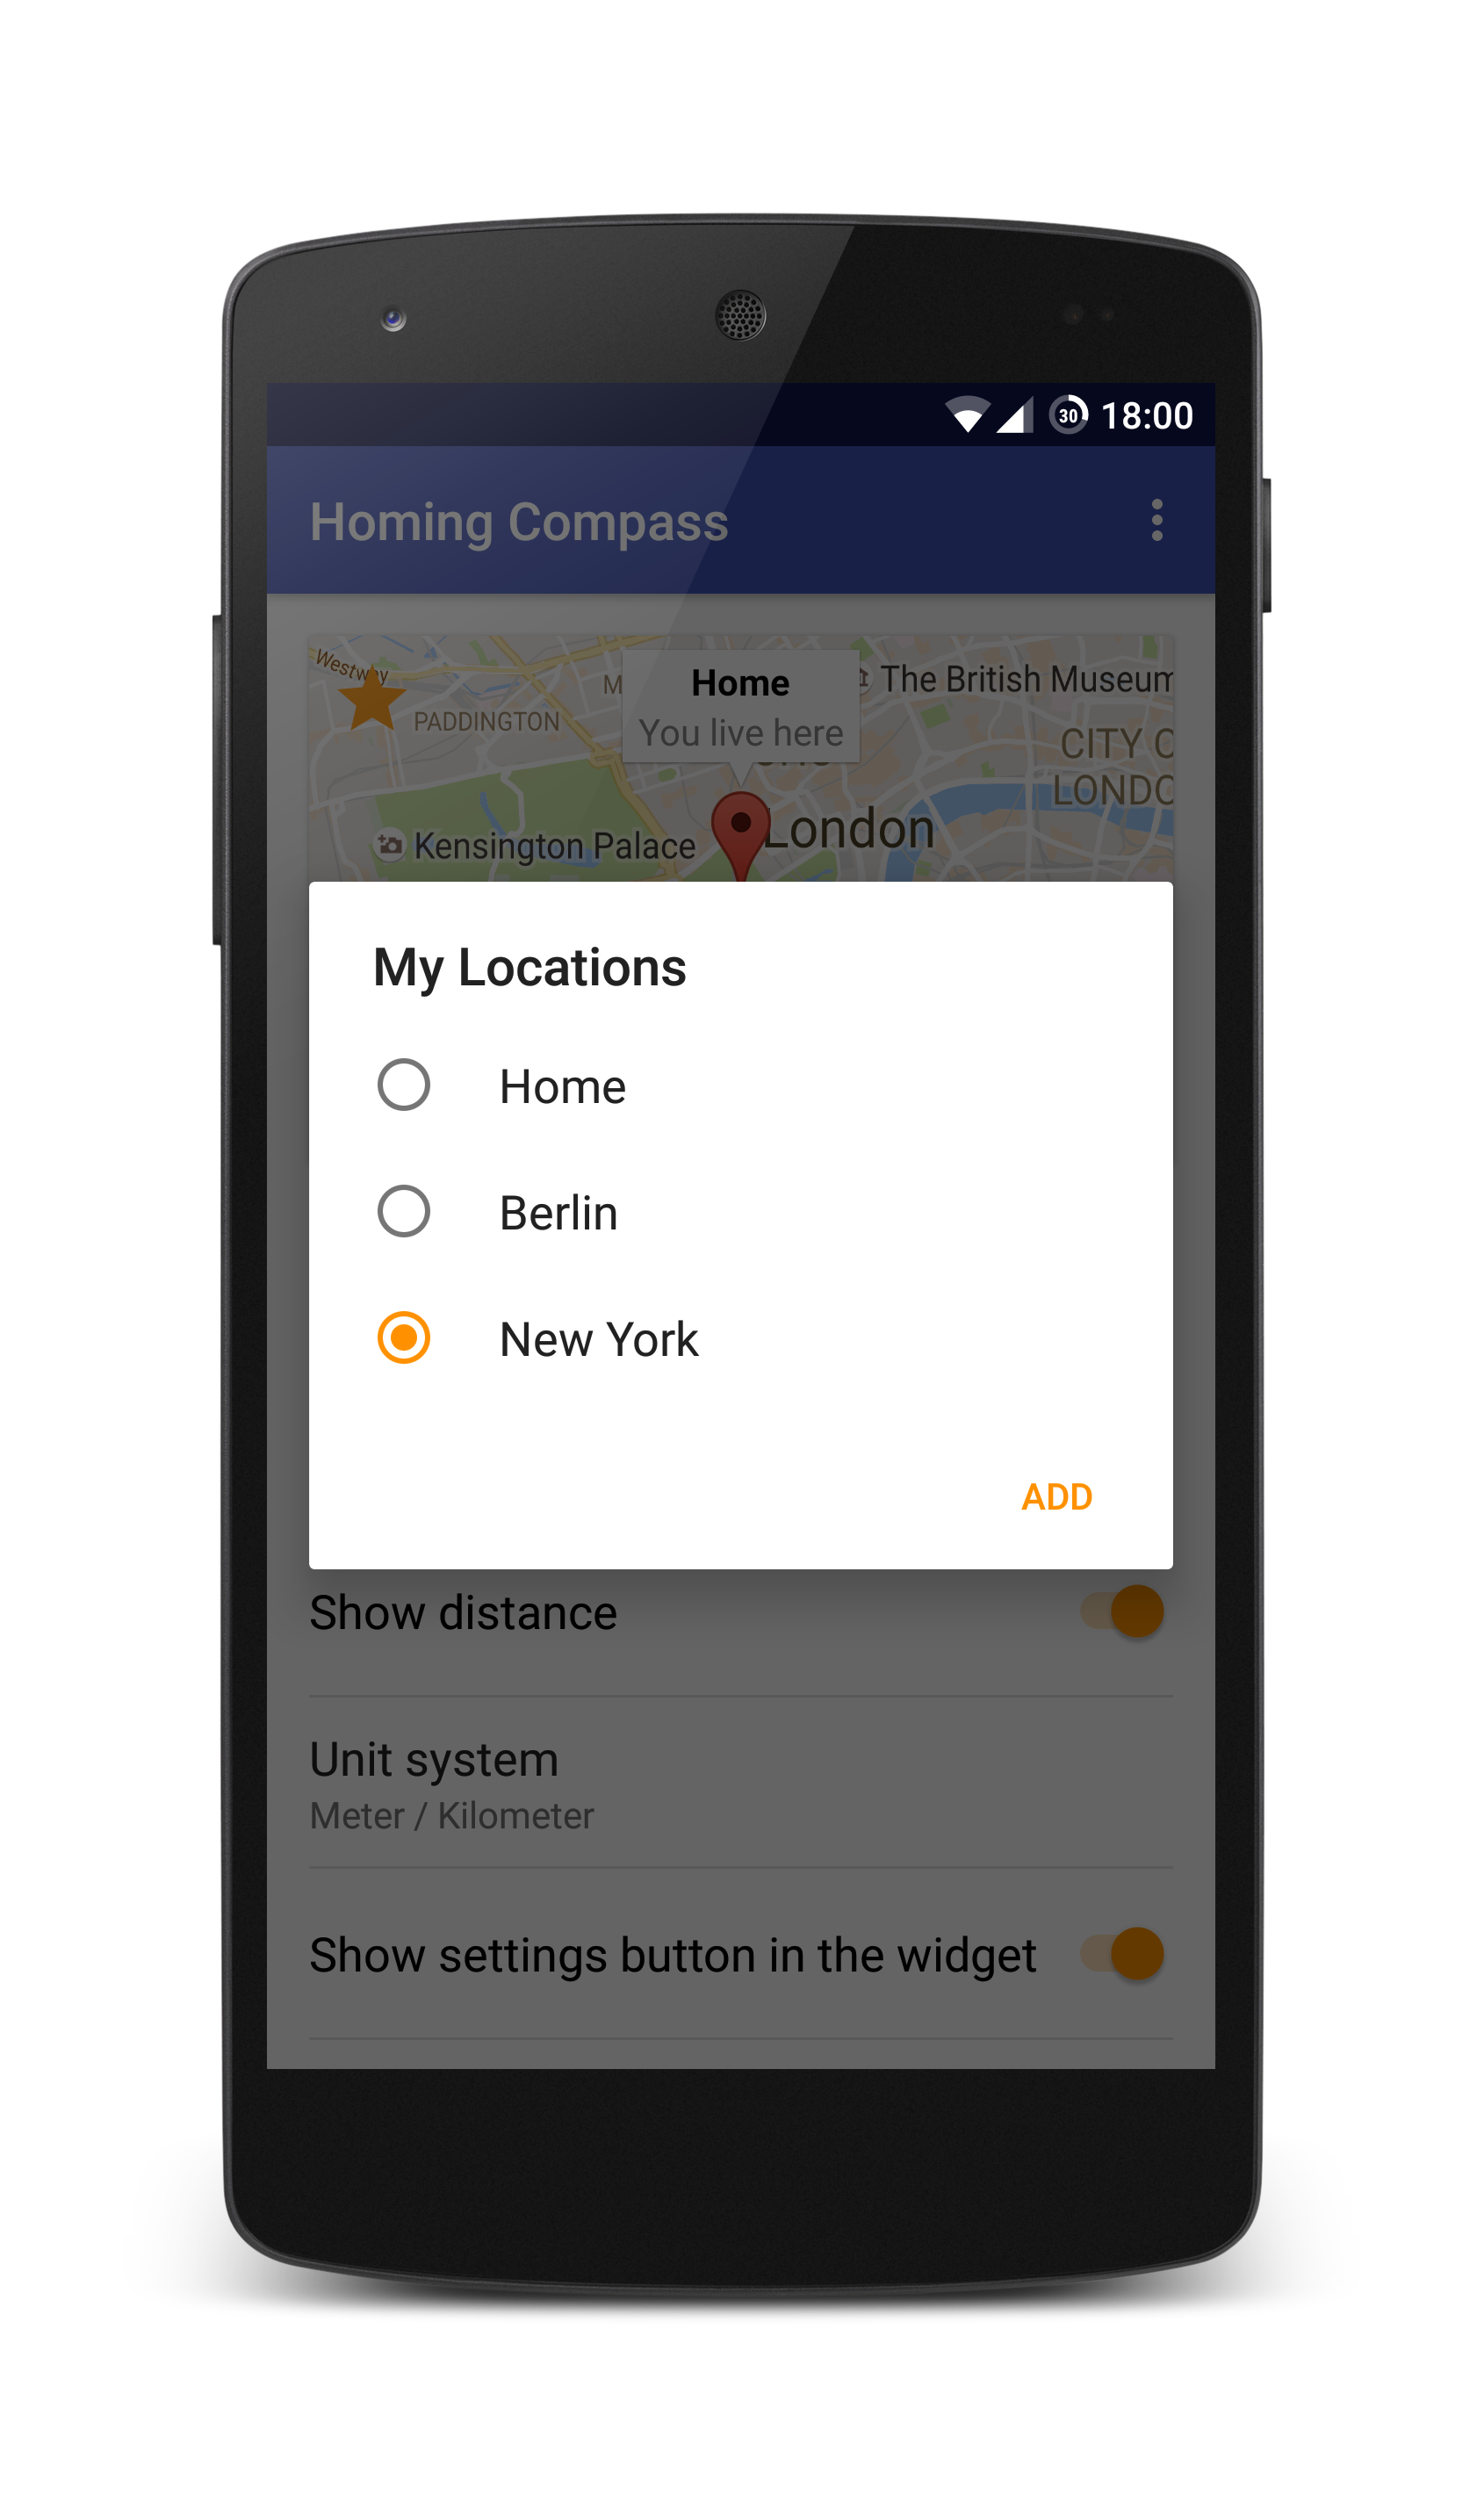 30 18:00
Homing Compass
Westway
Home
The British Museum
PADDINGTON
You live here
CITY O
LONDO
London
Kensington Palace
My Locations
Home
Berlin
New York
ADD
Show distance
Unit system
Meter / Kilometer
Show settings button in the widget